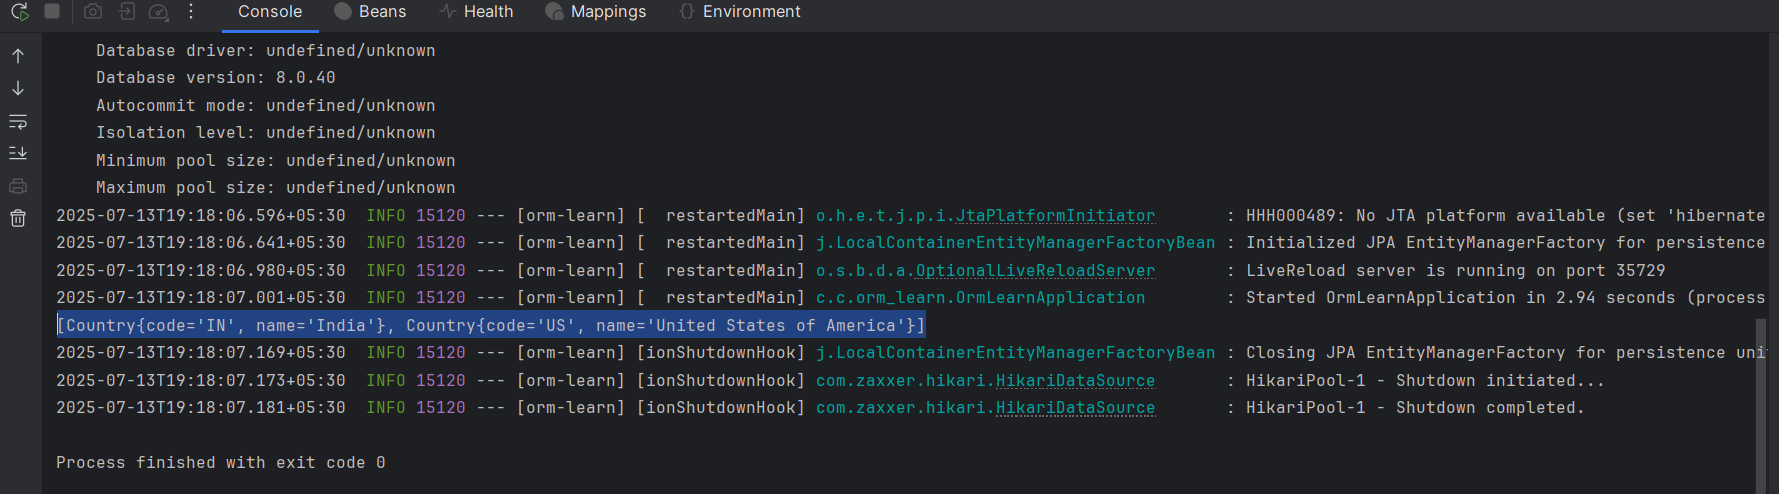 Console Beans Health Mappings Environment
Database driver: undefined/unknown
Database version: 8.0.40
Autocommit mode: undefined/unknown
Isolation level: undefined/unknown
Minimum pool size: undefined/unknown
Maximum pool size: undefined/unknown
2025-07-13T19:18:06.596+05:30  INFO 15120 --- [orm-learn] [  restartedMain] o.h.e.t.j.p.i.JtaPlatformInitiator       : HHH000489: No JTA platform available (set 'hibernate
2025-07-13T19:18:06.641+05:30  INFO 15120 --- [orm-learn] [  restartedMain] j.LocalContainerEntityManagerFactoryBean : Initialized JPA EntityManagerFactory for persistence
2025-07-13T19:18:06.980+05:30  INFO 15120 --- [orm-learn] [  restartedMain] o.s.b.d.a.OptionalLiveReloadServer       : LiveReload server is running on port 35729
2025-07-13T19:18:07.001+05:30  INFO 15120 --- [orm-learn] [  restartedMain] c.c.orm_learn.OrmLearnApplication        : Started OrmLearnApplication in 2.94 seconds (process
[Country{code='IN', name='India'}, Country{code='US', name='United States of America'}]
2025-07-13T19:18:07.169+05:30  INFO 15120 --- [orm-learn] [ionShutdownHook] j.LocalContainerEntityManagerFactoryBean : Closing JPA EntityManagerFactory for persistence uni
2025-07-13T19:18:07.173+05:30  INFO 15120 --- [orm-learn] [ionShutdownHook] com.zaxxer.hikari.HikariDataSource       : HikariPool-1 - Shutdown initiated...
2025-07-13T19:18:07.181+05:30  INFO 15120 --- [orm-learn] [ionShutdownHook] com.zaxxer.hikari.HikariDataSource       : HikariPool-1 - Shutdown completed.
Process finished with exit code 0